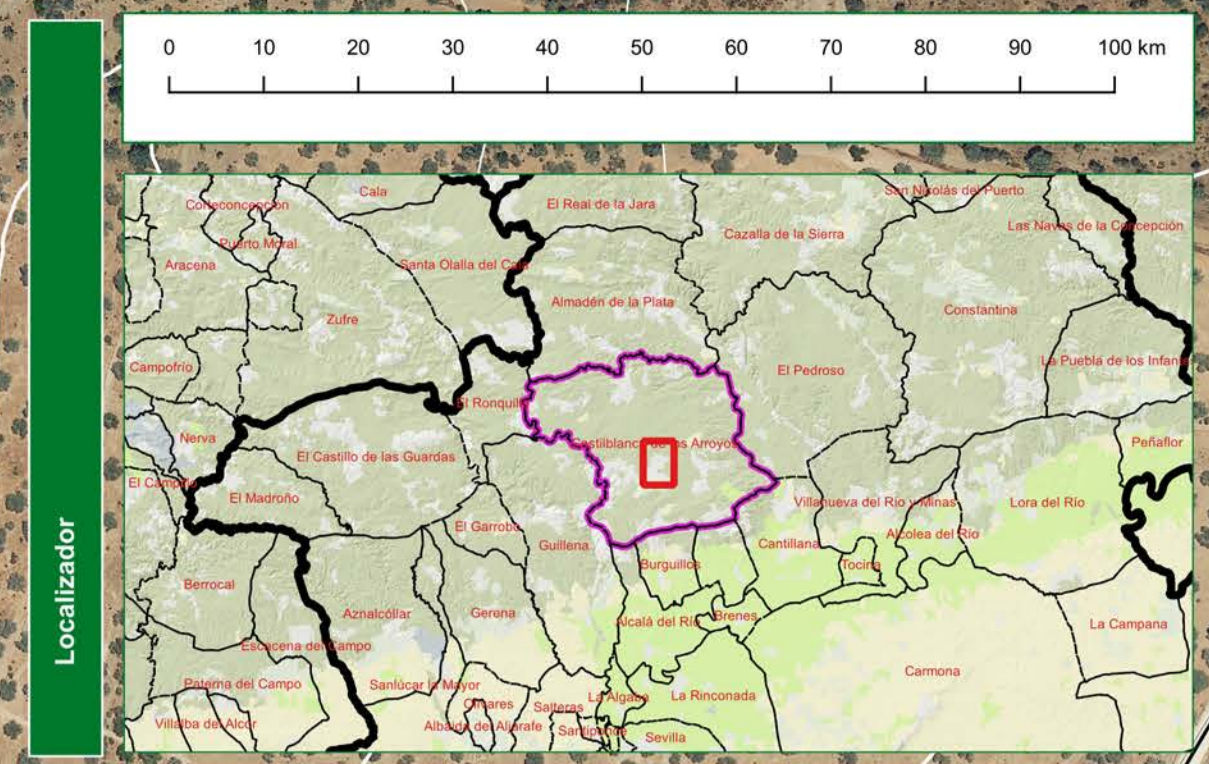 0 10 20 30 40 50 60 70 80 90 100 km
Localizador
Cala
San Nicolás del Puerto
Corteconcepción
El Real de la Jara
Las Navas de la Concepción
Puerto Moral
Cazalla de la Sierra
Aracena
Santa Olalla del Cala
Almadén de la Plata
Constantina
Zufre
Campofrío
El Pedroso
La Puebla de los Infante
El Ronquillo
Nerva
Castilblanco de los Arroyos
Peñaflor
El Castillo de las Guardas
El Campillo
El Madroño
Villanueva del Río y Minas
Lora del Río
El Garrobo
Guillena
Cantillana
Alcolea del Río
Burguillos
Tocina
Berrocal
Aznalcóllar
Gerena
Alcalá del Río
Brenes
La Campana
Escacena del Campo
Carmona
Paterna del Campo
Sanlúcar la Mayor
La Algaba
La Rinconada
Olivares
Salteras
Villalba del Alcor
Albaida del Aljarafe
Santiponce
Sevilla